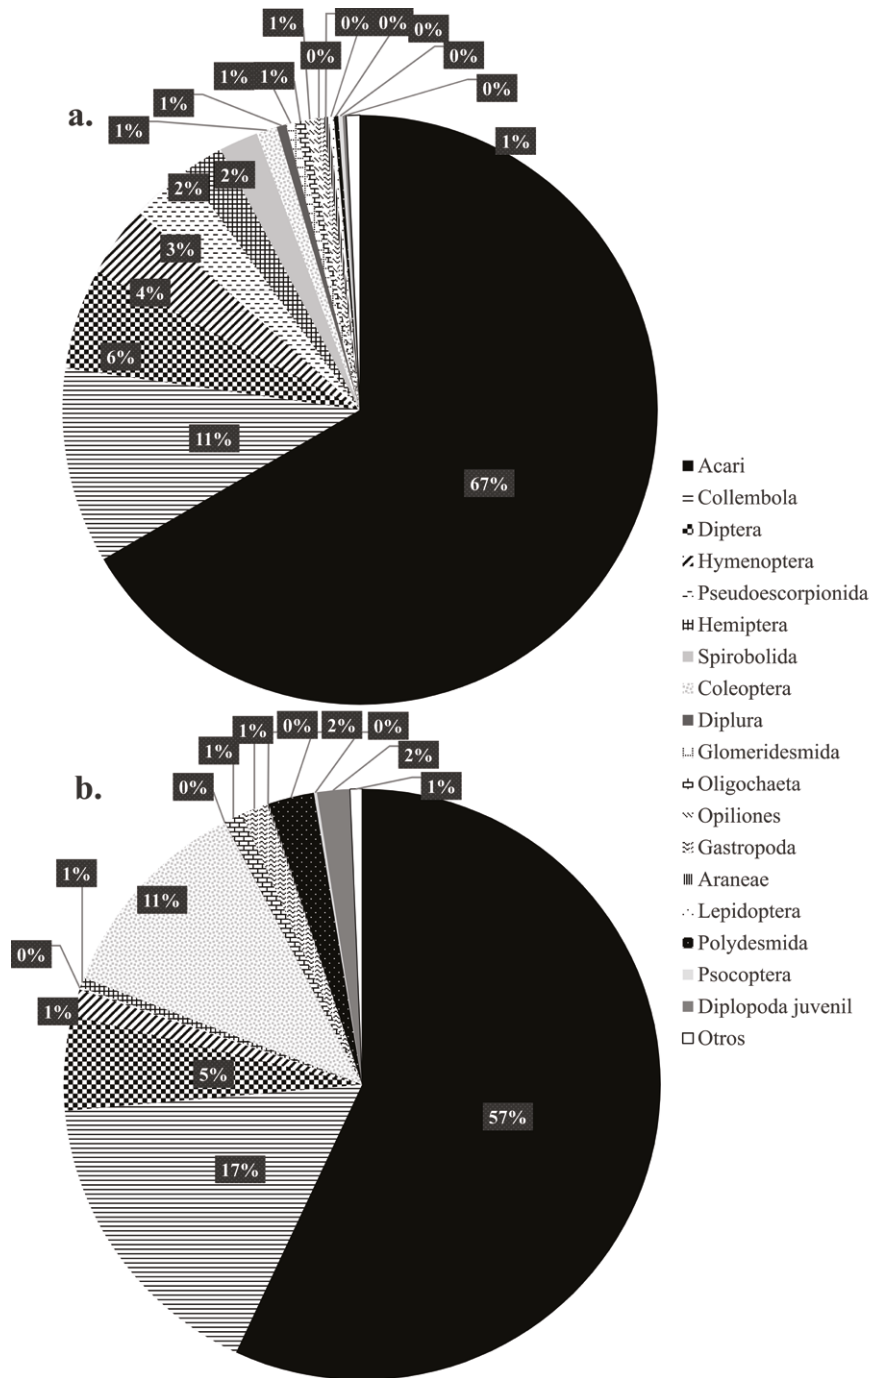 1%
0%
0%
0%
0%
0%
1%
1%
1%
0%
1%
a.
1%
2%
2%
3%
4%
6%
11%
67%
Acari
Collembola
Diptera
Hymenoptera
Pseudoescorpionida
Hemiptera
Spirobolida
Coleoptera
Diplura
Glomeridesmida
Oligochaeta
Opiliones
Gastropoda
Araneae
Lepidoptera
Polydesmida
Psocoptera
Diplopoda juvenil
Otros
b.
0%
1%
1%
0%
2%
0%
2%
1%
1%
0%
1%
11%
5%
17%
57%